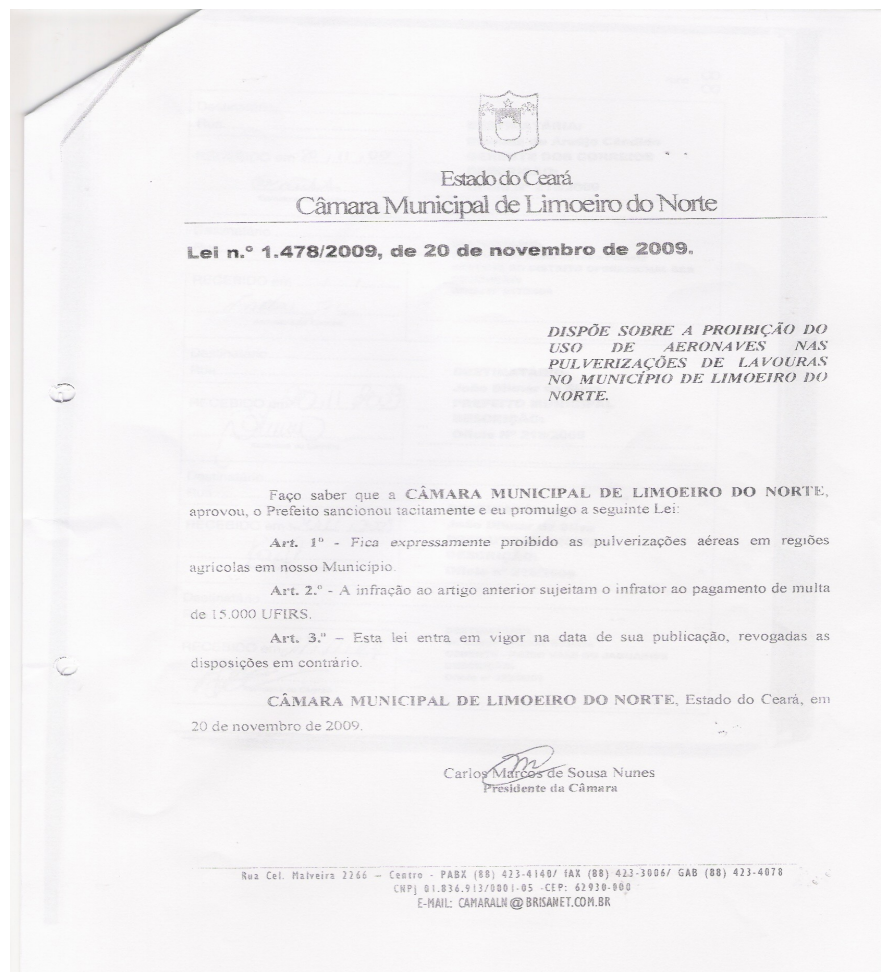 Estado do Ceará
Câmara Municipal de Limoeiro do Norte
Lei n.º 1.478/2009, de 20 de novembro de 2009.
DISPÕE SOBRE A PROIBIÇÃO DO
USO DE AERONAVES NAS
PULVERIZAÇÕES DE LAVOURAS
NO MUNICÍPIO DE LIMOEIRO DO
NORTE.
Faço saber que a CÂMARA MUNICIPAL DE LIMOEIRO DO NORTE,
aprovou, o Prefeito sancionou tacitamente e eu promulgo a seguinte Lei:
Art. 1º - Fica expressamente proibido as pulverizações aéreas em regiões
agrícolas em nosso Município.
Art. 2.º - A infração ao artigo anterior sujeitam o infrator ao pagamento de multa
de 15.000 UFIRS.
Art. 3.º – Esta lei entra em vigor na data de sua publicação, revogadas as
disposições em contrário.
CÂMARA MUNICIPAL DE LIMOEIRO DO NORTE, Estado do Ceará, em
20 de novembro de 2009.
Carlos Marcos de Sousa Nunes
Presidente da Câmara
Rua Cel. Malveira 2266 – Centro - PABX (88) 423-4140/ FAX (88) 423-3006/ GAB (88) 423-4078
CNPJ 01.836.913/0001-05 -CEP: 62930-000
E-MAIL: CAMARALN@BRISANET.COM.BR